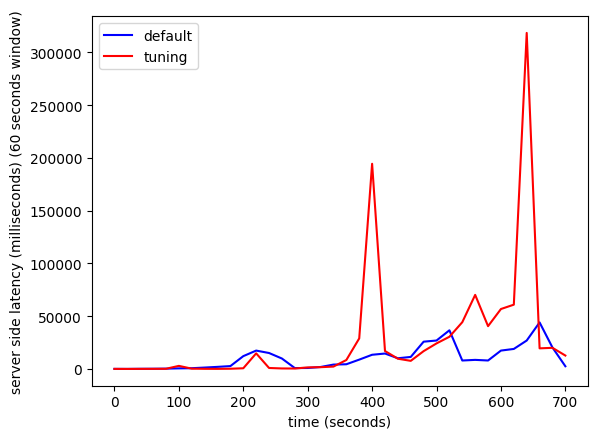 default
tuning
server side latency (milliseconds) (60 seconds window)
300000
250000
200000
150000
100000
50000
0
0 100 200 300 400 500 600 700
time (seconds)